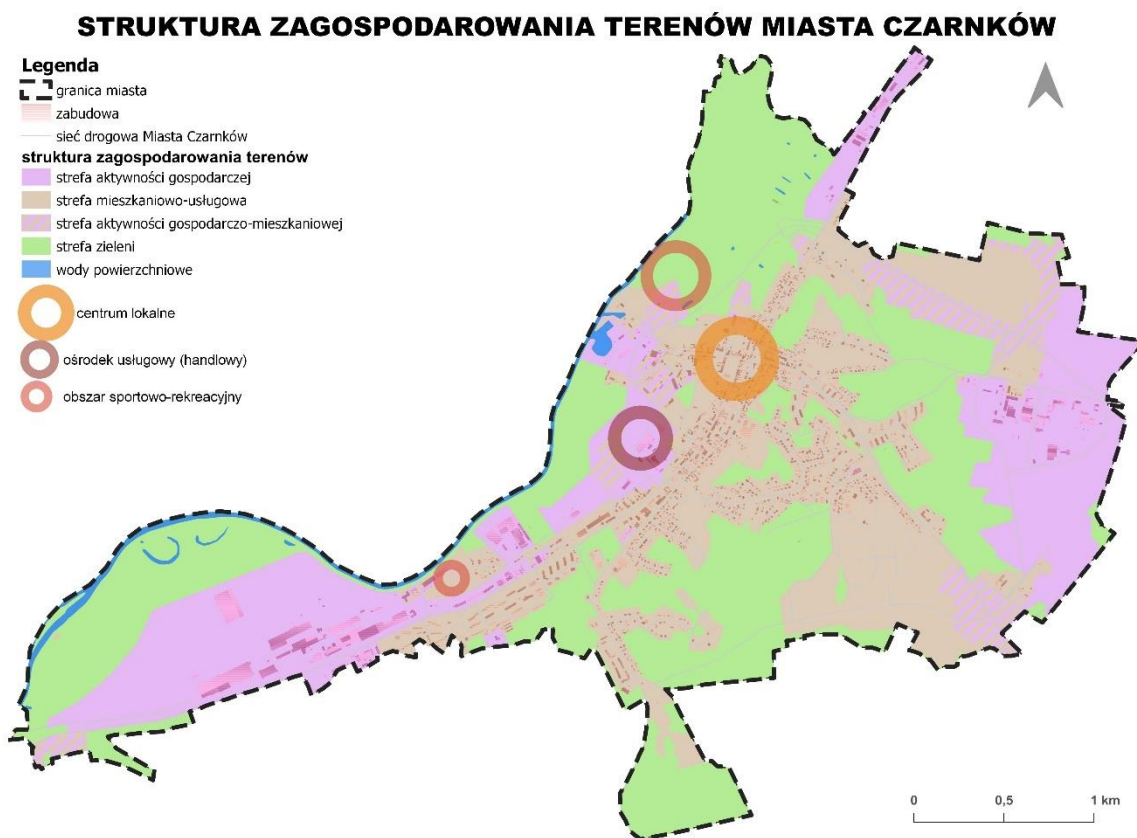 STRUKTURA ZAGOSPODAROWANIA TERENÓW MIASTA CZARNKÓW
Legenda
granica miasta
zabudowa
sieć drogowa Miasta Czarnków
struktura zagospodarowania terenów
strefa aktywności gospodarczej
strefa mieszkaniowo-usługowa
strefa aktywności gospodarczo-mieszkaniowej
strefa zieleni
wody powierzchniowe
centrum lokalne
ośrodek usługowy (handlowy)
obszar sportowo-rekreacyjny
0 0,5 1 km